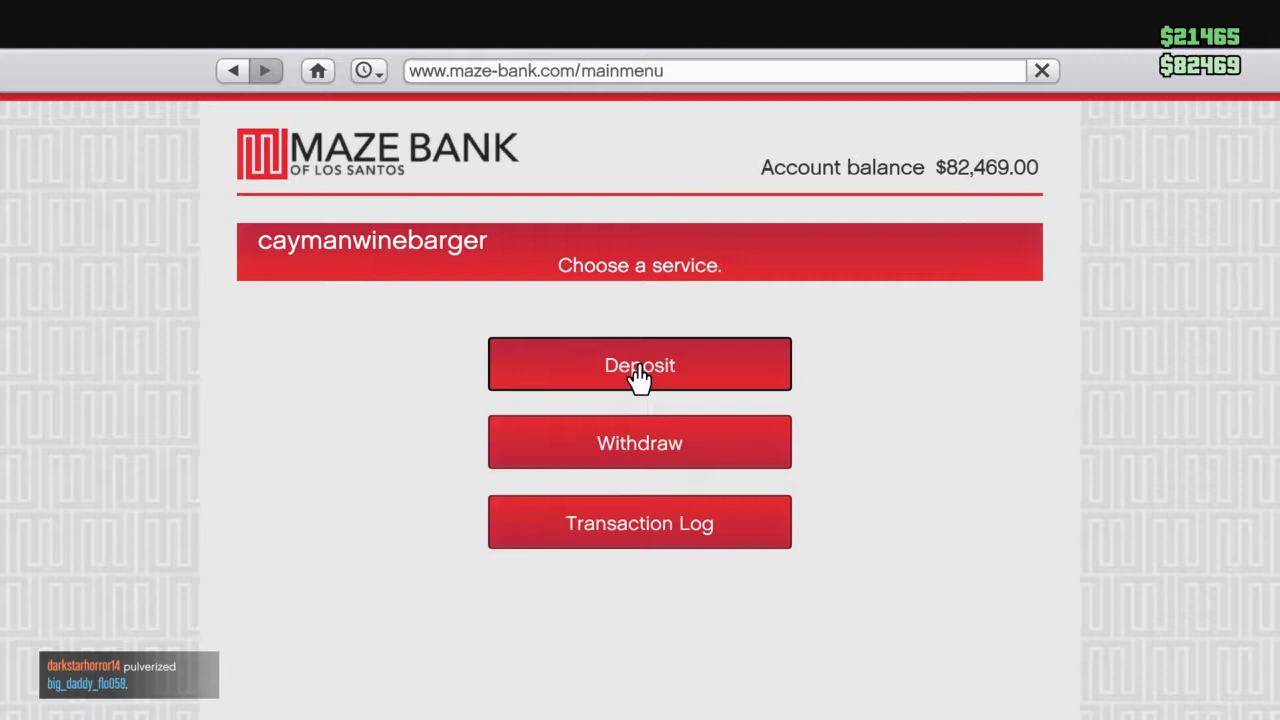 $21465
$82469
www.maze-bank.com/mainmenu
MAZE BANK
OF LOS SANTOS
Account balance $82,469.00
caymanwinebarger
Choose a service.
Deposit
Withdraw
Transaction Log
darkstarhorror14 pulverized
big_daddy_flo058.